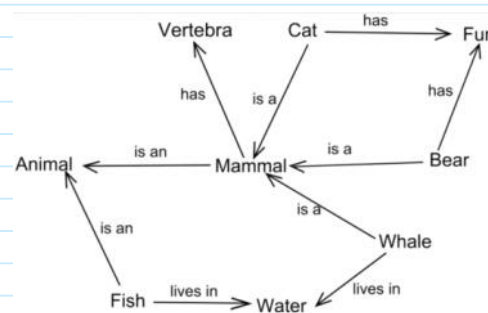 Vertebra Cat has Fur
has is a has
Animal is an Mammal is a Bear
is an is a Whale
Fish lives in Water lives in